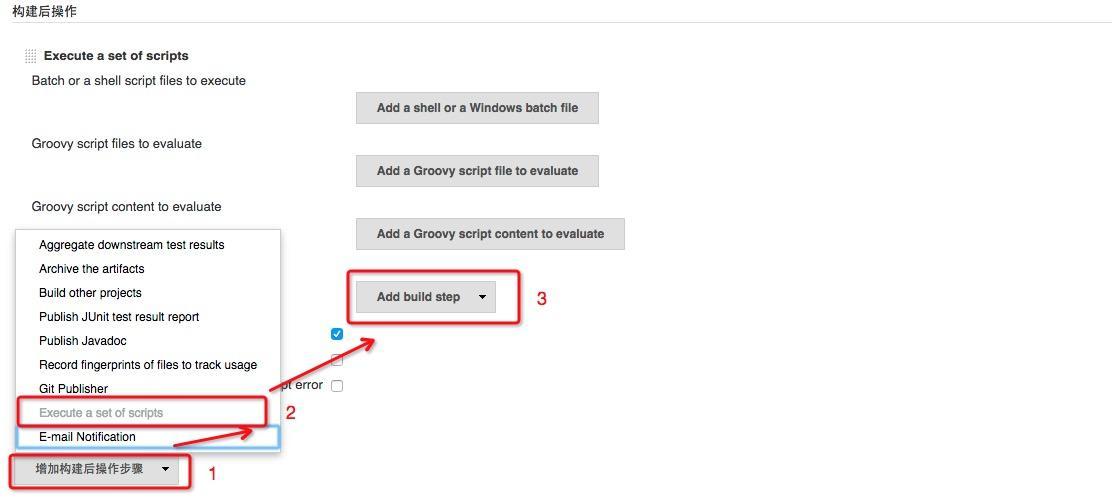 构建后操作
Execute a set of scripts
Batch or a shell script files to execute
Add a shell or a Windows batch file
Groovy script files to evaluate
Add a Groovy script file to evaluate
Groovy script content to evaluate
Add a Groovy script content to evaluate
Aggregate downstream test results
Archive the artifacts
Build other projects
Publish JUnit test result report
Publish Javadoc
Record fingerprints of files to track usage
Git Publisher
Execute a set of scripts
E-mail Notification
增加构建后操作步骤
1
2
Add build step
3
pt error